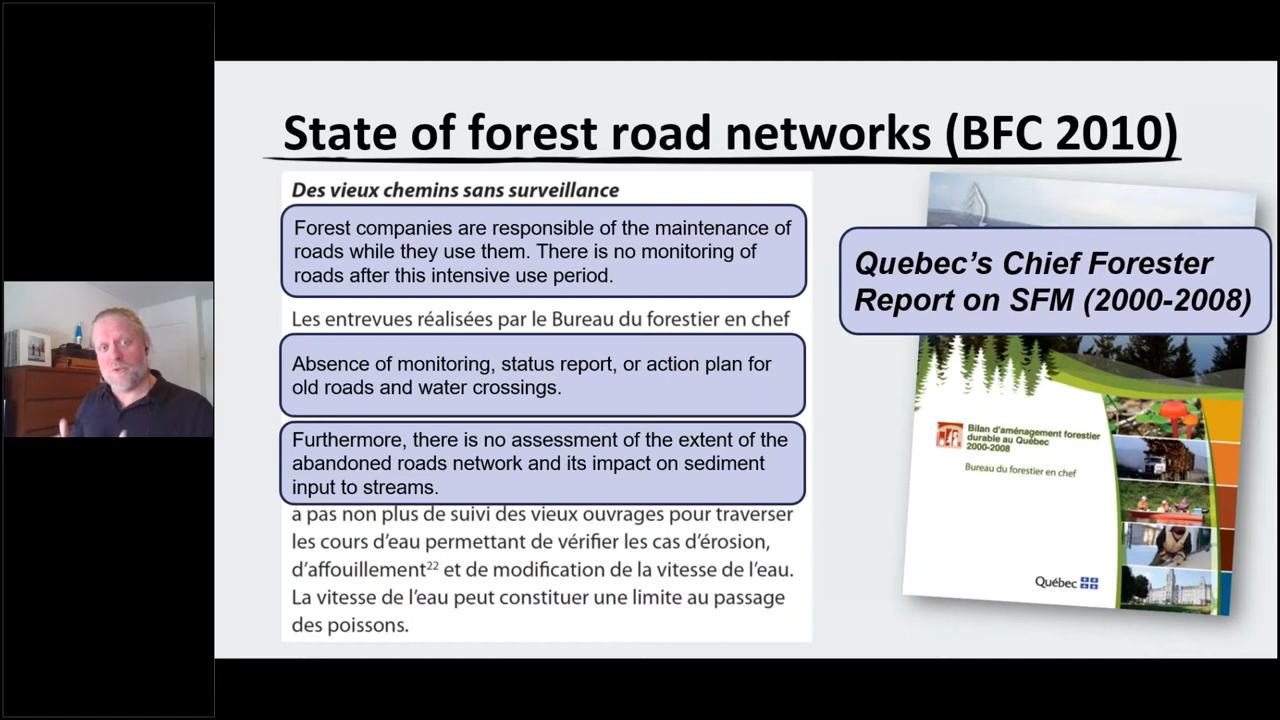 State of forest road networks (BFC 2010)
Des vieux chemins sans surveillance
Forest companies are responsible of the maintenance of
roads while they use them. There is no monitoring of
roads after this intensive use period.
Les entrevues réalisées par le Bureau du forestier en chef
Absence of monitoring, status report, or action plan for
old roads and water crossings.
Furthermore, there is no assessment of the extent of the
abandoned roads network and its impact on sediment
input to streams.
a pas non plus de suivi des vieux ouvrages pour traverser
les cours d’eau permettant de vérifier les cas d’érosion,
d’affouillement²² et de modification de la vitesse de l’eau.
La vitesse de l’eau peut constituer une limite au passage
des poissons.
Quebec’s Chief Forester
Report on SFM (2000-2008)
Bilan d’aménagement forestier
durable au Québec
2000-2008
Bureau du forestier en chef
Québec